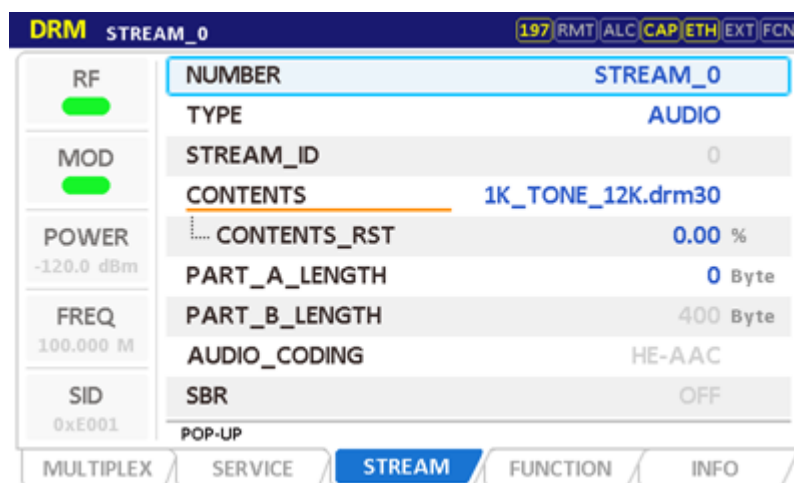 DRM STREAM_0 197 RMT ALC CAP ETH EXT FCN
RF
MOD
POWER
-120.0 dBm
FREQ
100.000 M
SID
0xE001
NUMBER STREAM_0
TYPE AUDIO
STREAM_ID 0
CONTENTS 1K_TONE_12K.drm30
CONTENTS_RST 0.00 %
PART_A_LENGTH 0 Byte
PART_B_LENGTH 400 Byte
AUDIO_CODING HE-AAC
SBR OFF
POP-UP
MULTIPLEX SERVICE STREAM FUNCTION INFO